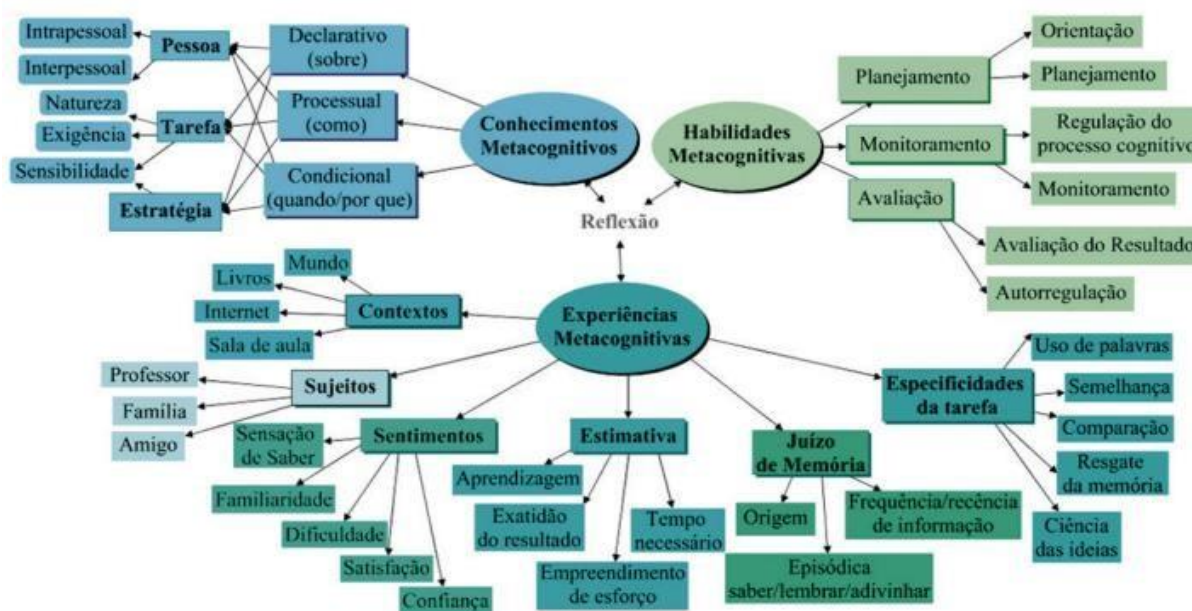 Intrapessoal
Interpessoal
Natureza
Exigência
Sensibilidade
Pessoa
Tarefa
Estratégia
Declarativo
(sobre)
Processual
(como)
Condicional
(quando/por que)
Conhecimentos
Metacognitivos
Habilidades
Metacognitivas
Planejamento
Orientação
Planejamento
Monitoramento
Regulação do
processo cognitivo
Monitoramento
Avaliação
Avaliação do Resultado
Autorregulação
Reflexão
Experiências
Metacognitivas
Contextos
Mundo
Livros
Internet
Sala de aula
Sujeitos
Professor
Família
Amigo
Sentimentos
Sensação
de Saber
Familiaridade
Dificuldade
Satisfação
Confiança
Estimativa
Aprendizagem
Exatidão
do resultado
Empreendimento
de esforço
Tempo
necessário
Juízo
de Memória
Origem
Episódica
saber/lembrar/adivinhar
Frequência/recência
de informação
Especificidades
da tarefa
Uso de palavras
Semelhança
Comparação
Resgate
da memória
Ciência
das ideias